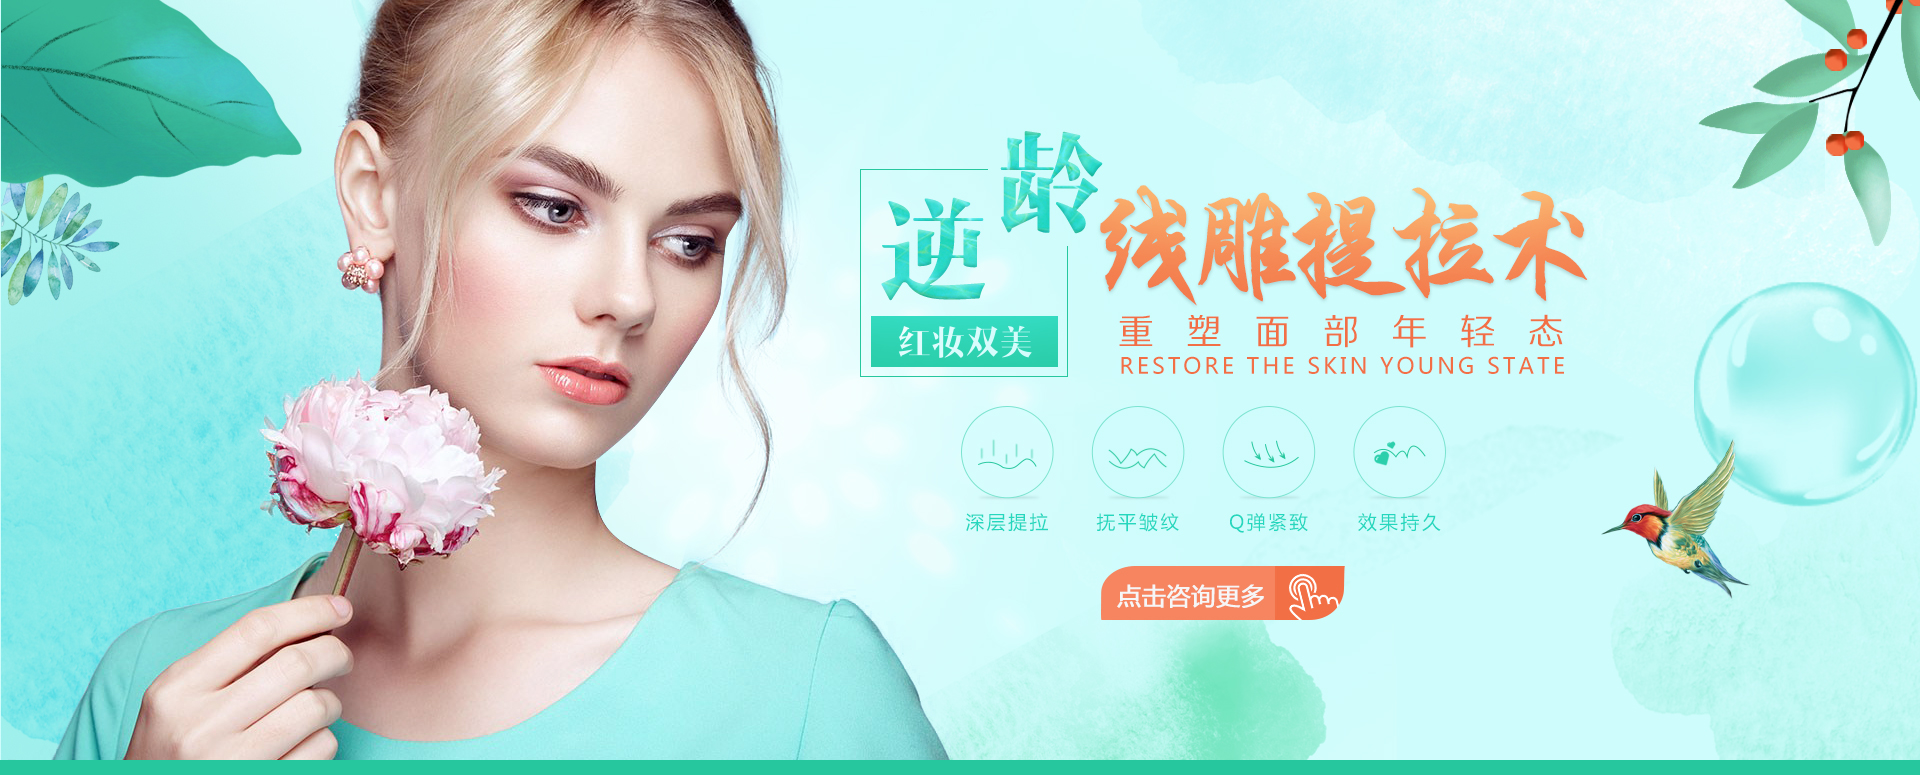 逆龄
线雕提拉术
红妆双美
重塑面部年轻态
RESTORE THE SKIN YOUNG STATE
深层提拉 抚平皱纹 Q弹紧致 效果持久
点击咨询更多